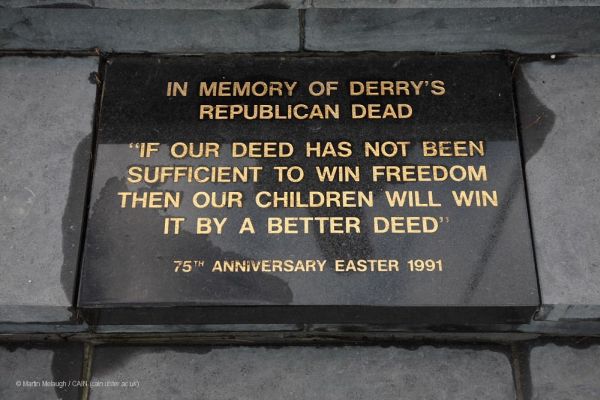 IN MEMORY OF DERRY'S
REPUBLICAN DEAD
"IF OUR DEED HAS NOT BEEN
SUFFICIENT TO WIN FREEDOM
THEN OUR CHILDREN WILL WIN
IT BY A BETTER DEED"
75TH ANNIVERSARY EASTER 1991
© Martin Melaugh / CAIN (cain.ulster.ac.uk)